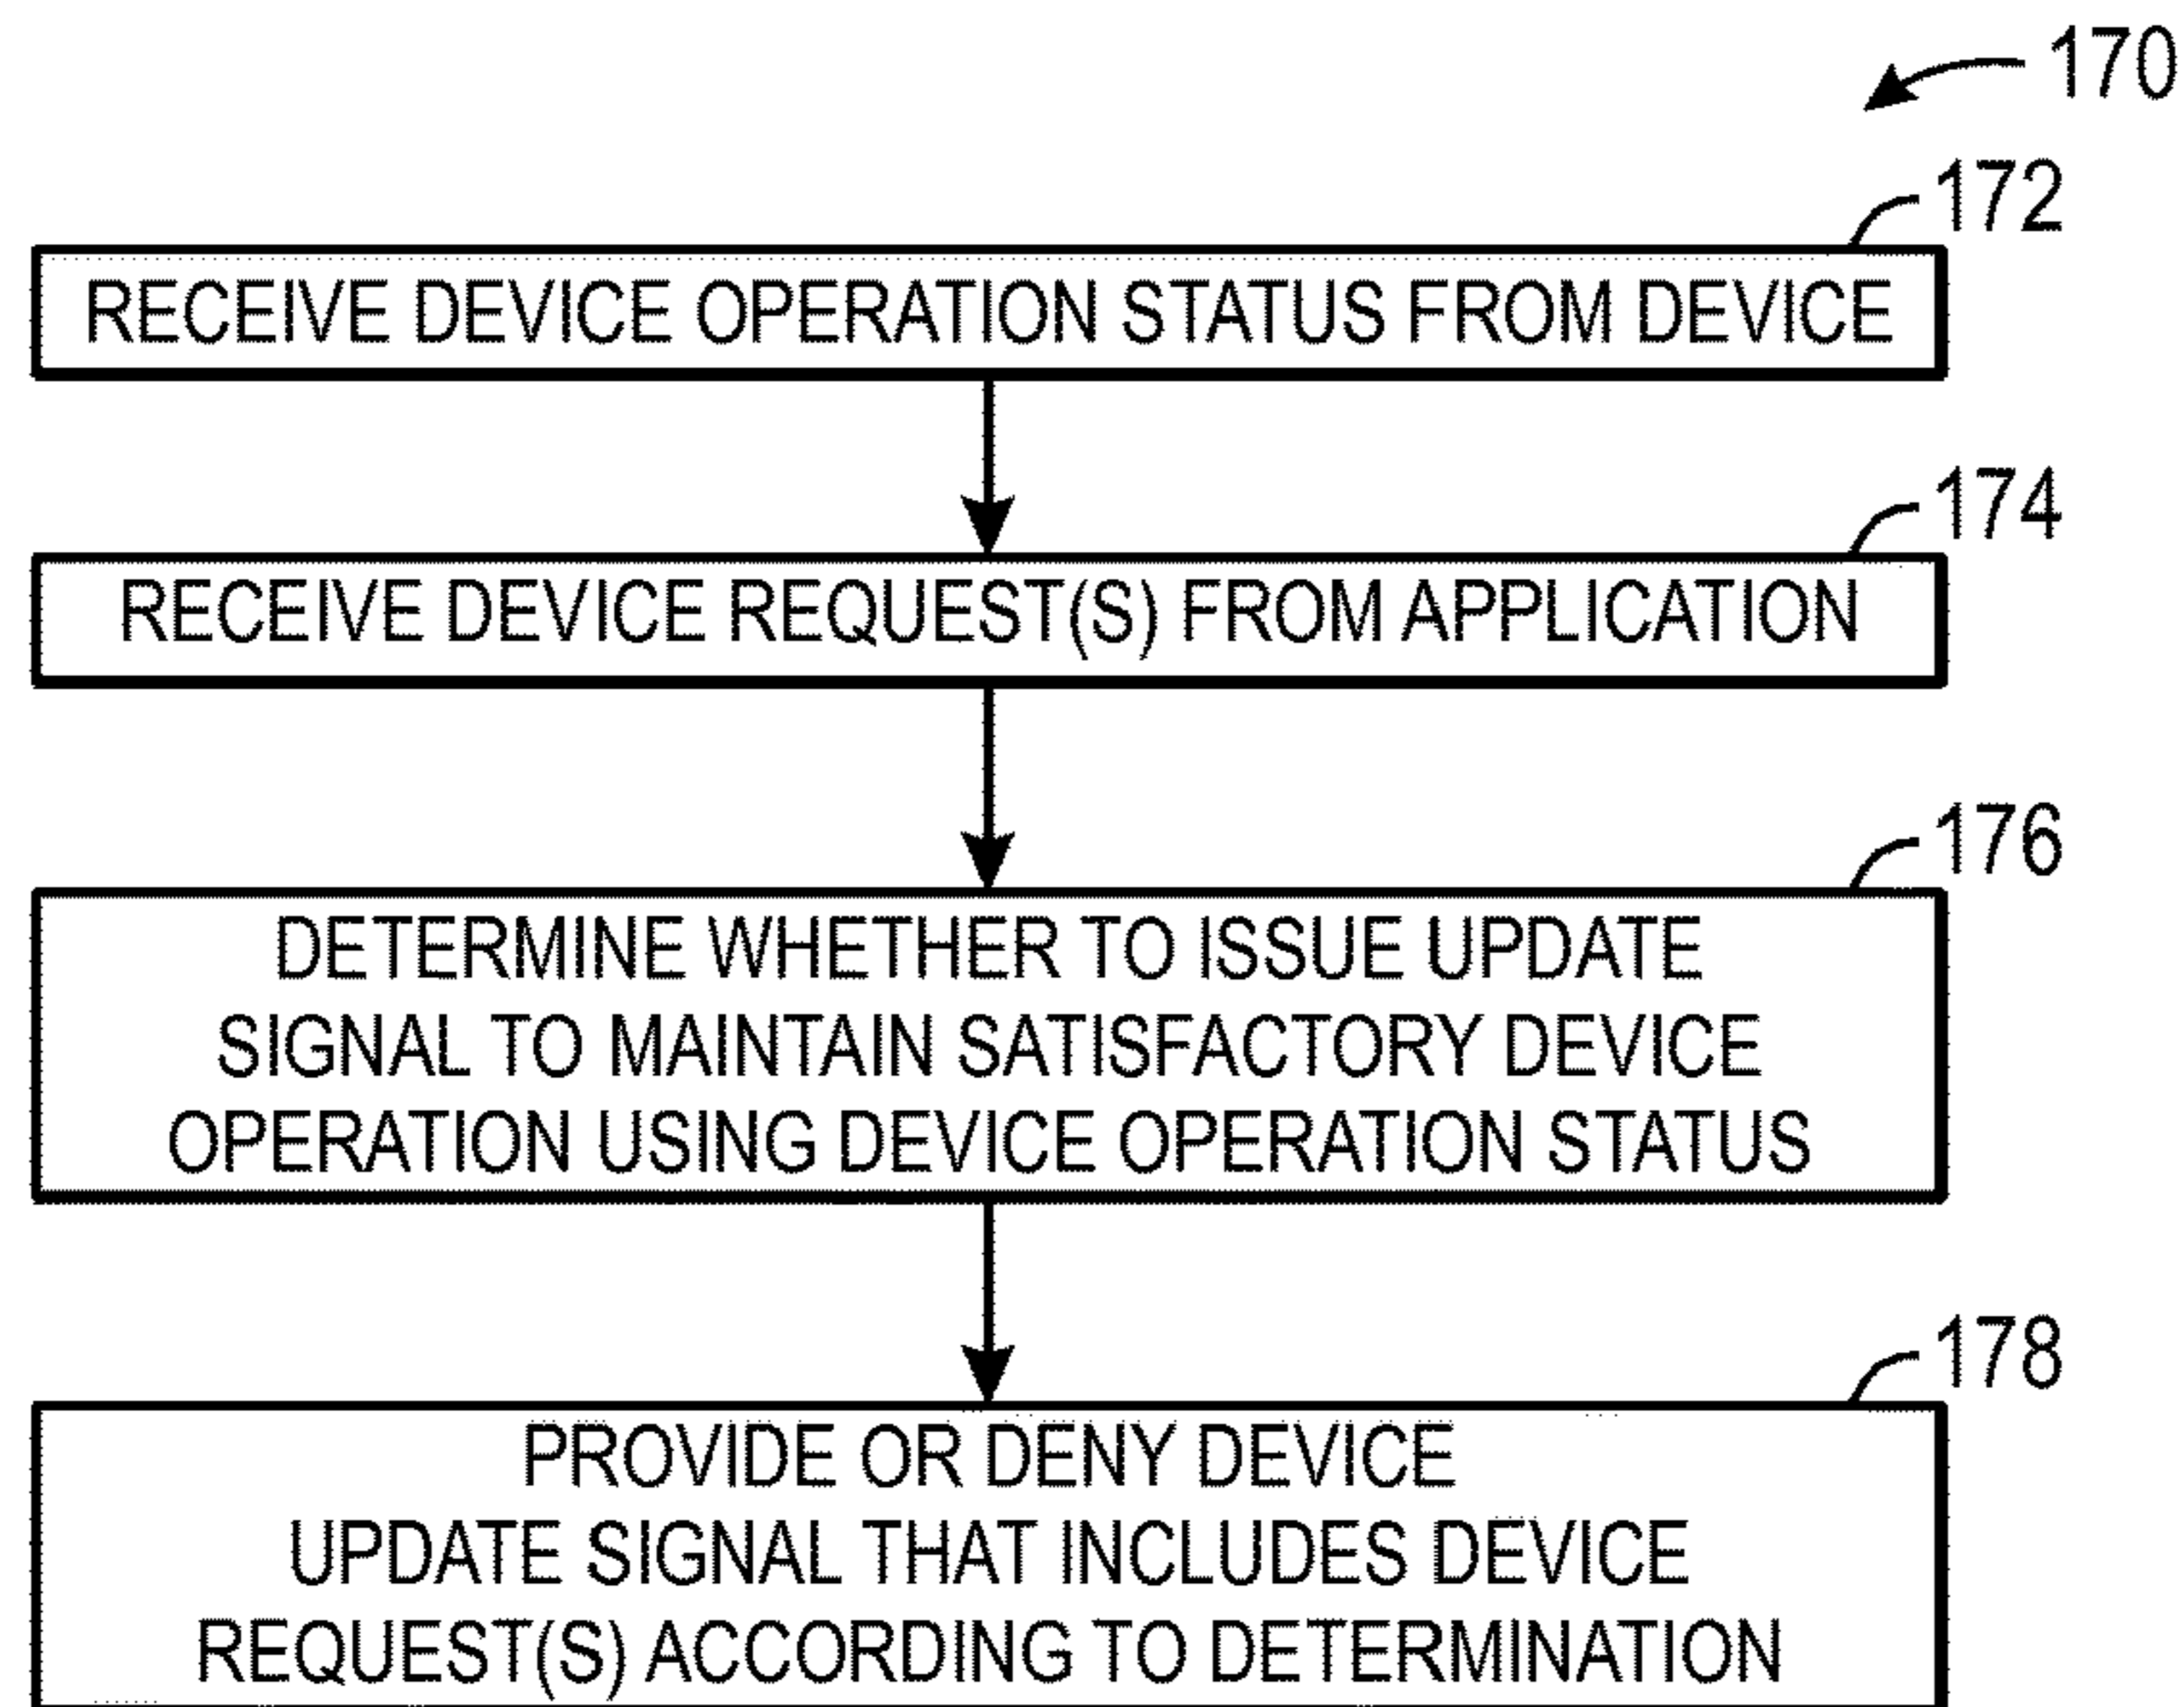 170
172
RECEIVE DEVICE OPERATION STATUS FROM DEVICE
174
RECEIVE DEVICE REQUEST(S) FROM APPLICATION
176
DETERMINE WHETHER TO ISSUE UPDATE
SIGNAL TO MAINTAIN SATISFACTORY DEVICE
OPERATION USING DEVICE OPERATION STATUS
178
PROVIDE OR DENY DEVICE
UPDATE SIGNAL THAT INCLUDES DEVICE
REQUEST(S) ACCORDING TO DETERMINATION